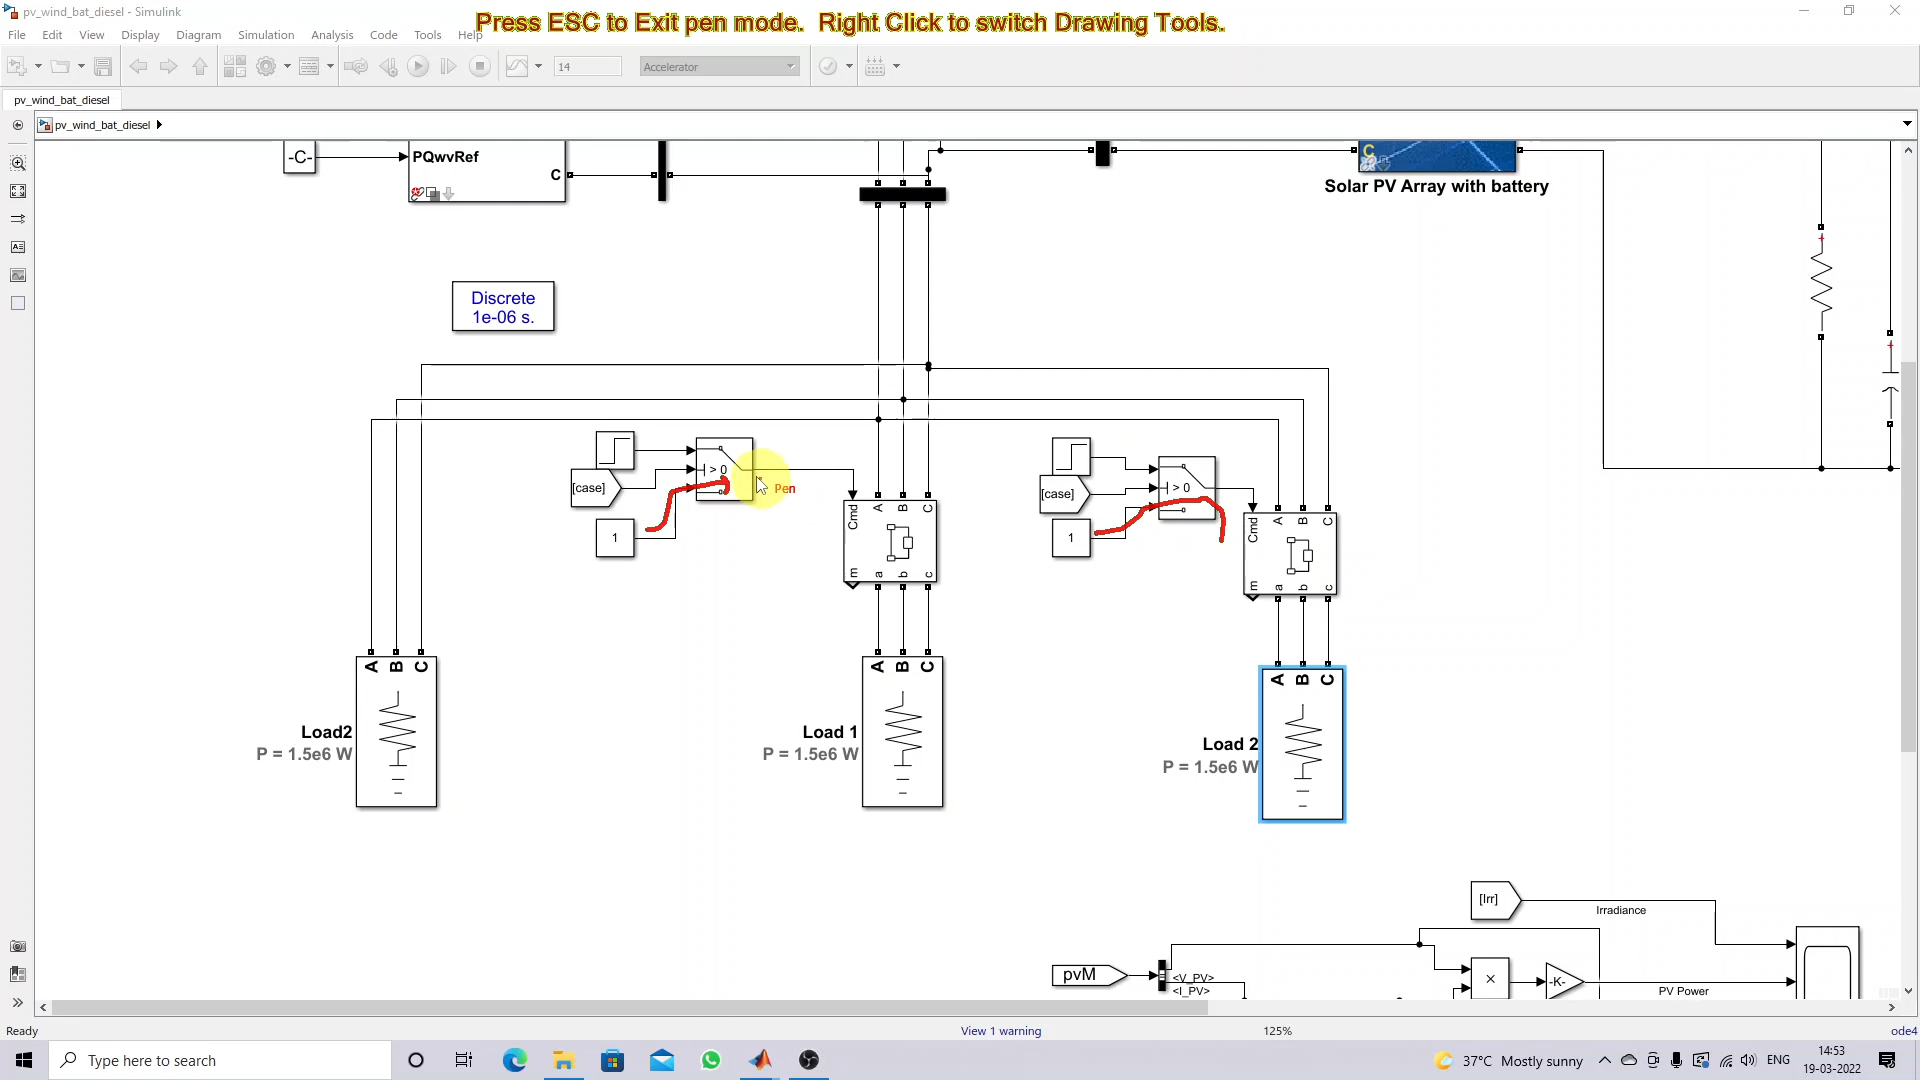 pv_wind_bat_diesel - Simulink
Press ESC to Exit pen mode. Right Click to switch Drawing Tools.
File Edit View Display Diagram Simulation Analysis Code Tools Help
14 Accelerator
pv_wind_bat_diesel
pv_wind_bat_diesel
-C- PQwvRef
C
C
Solar PV Array with battery
Discrete
1e-06 s.
[case] > 0
Pen
1
[case] > 0
1
Cmd A B C
m a b c
Cmd A B C
m a b c
A B C
Load2
P = 1.5e6 W
A B C
Load 1
P = 1.5e6 W
A B C
Load 2
P = 1.5e6 W
[Irr]
Irradiance
pvM
<V_PV>
<I_PV>
×
-K-
PV Power
Ready
View 1 warning
125%
ode4
Type here to search
37°C Mostly sunny
ENG
14:53
19-03-2022